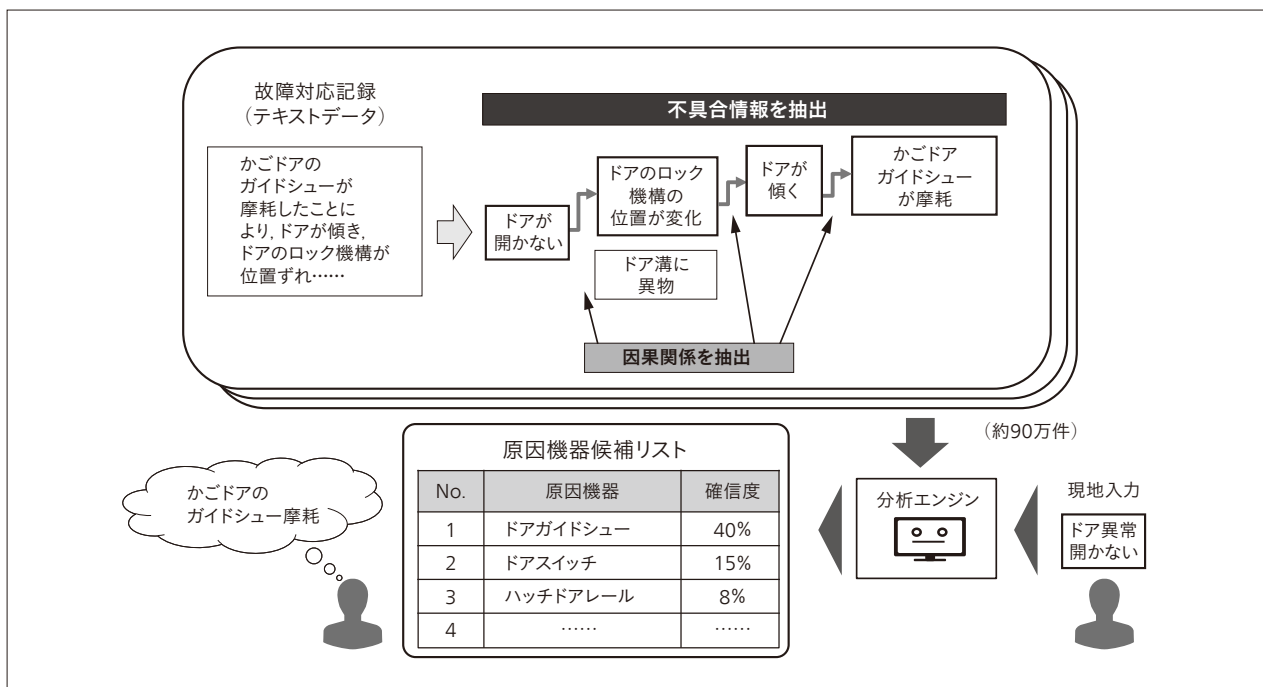 故障対応記録
（テキストデータ）
かごドアの
ガイドシューが
摩耗したことに
より，ドアが傾き，
ドアのロック機構が
位置ずれ……
不具合情報を抽出
ドアが
開かない
ドアのロック
機構の
位置が変化
ドアが
傾く
かごドア
ガイドシュー
が摩耗
ドア溝に
異物
因果関係を抽出
（約90万件）
現地入力
ドア異常
開かない
分析エンジン
原因機器候補リスト
No. 原因機器 確信度
1 ドアガイドシュー 40%
2 ドアスイッチ 15%
3 ハッチドアレール 8%
4 …… ……
かごドアの
ガイドシュー摩耗